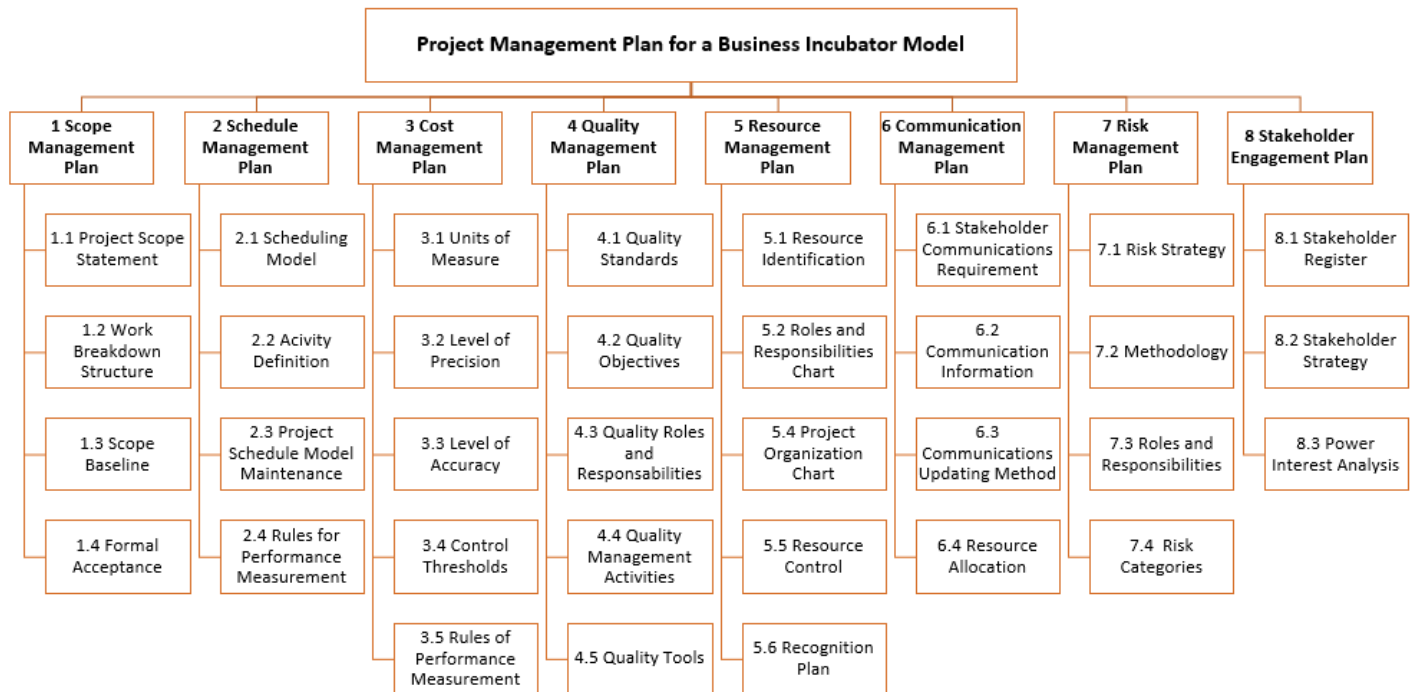 Project Management Plan for a Business Incubator Model
1 Scope
Management
Plan
2 Schedule
Management
Plan
3 Cost
Management
Plan
4 Quality
Management
Plan
5 Resource
Management
Plan
6 Communication
Management
Plan
7 Risk
Management
Plan
8 Stakeholder
Engagement Plan
1.1 Project Scope
Statement
1.2 Work
Breakdown
Structure
1.3 Scope
Baseline
1.4 Formal
Acceptance
2.1 Scheduling
Model
2.2 Acivity
Definition
2.3 Project
Schedule Model
Maintenance
2.4 Rules for
Performance
Measurement
3.1 Units of
Measure
3.2 Level of
Precision
3.3 Level of
Accuracy
3.4 Control
Thresholds
3.5 Rules of
Performance
Measurement
4.1 Quality
Standards
4.2 Quality
Objectives
4.3 Quality Roles
and
Responsabilities
4.4 Quality
Management
Activities
4.5 Quality Tools
5.1 Resource
Identification
5.2 Roles and
Responsibilities
Chart
5.4 Project
Organization
Chart
5.5 Resource
Control
5.6 Recognition
Plan
6.1 Stakeholder
Communications
Requirement
6.2
Communication
Information
6.3
Communications
Updating Method
6.4 Resource
Allocation
7.1 Risk Strategy
7.2 Methodology
7.3 Roles and
Responsibilities
7.4 Risk
Categories
8.1 Stakeholder
Register
8.2 Stakeholder
Strategy
8.3 Power
Interest Analysis